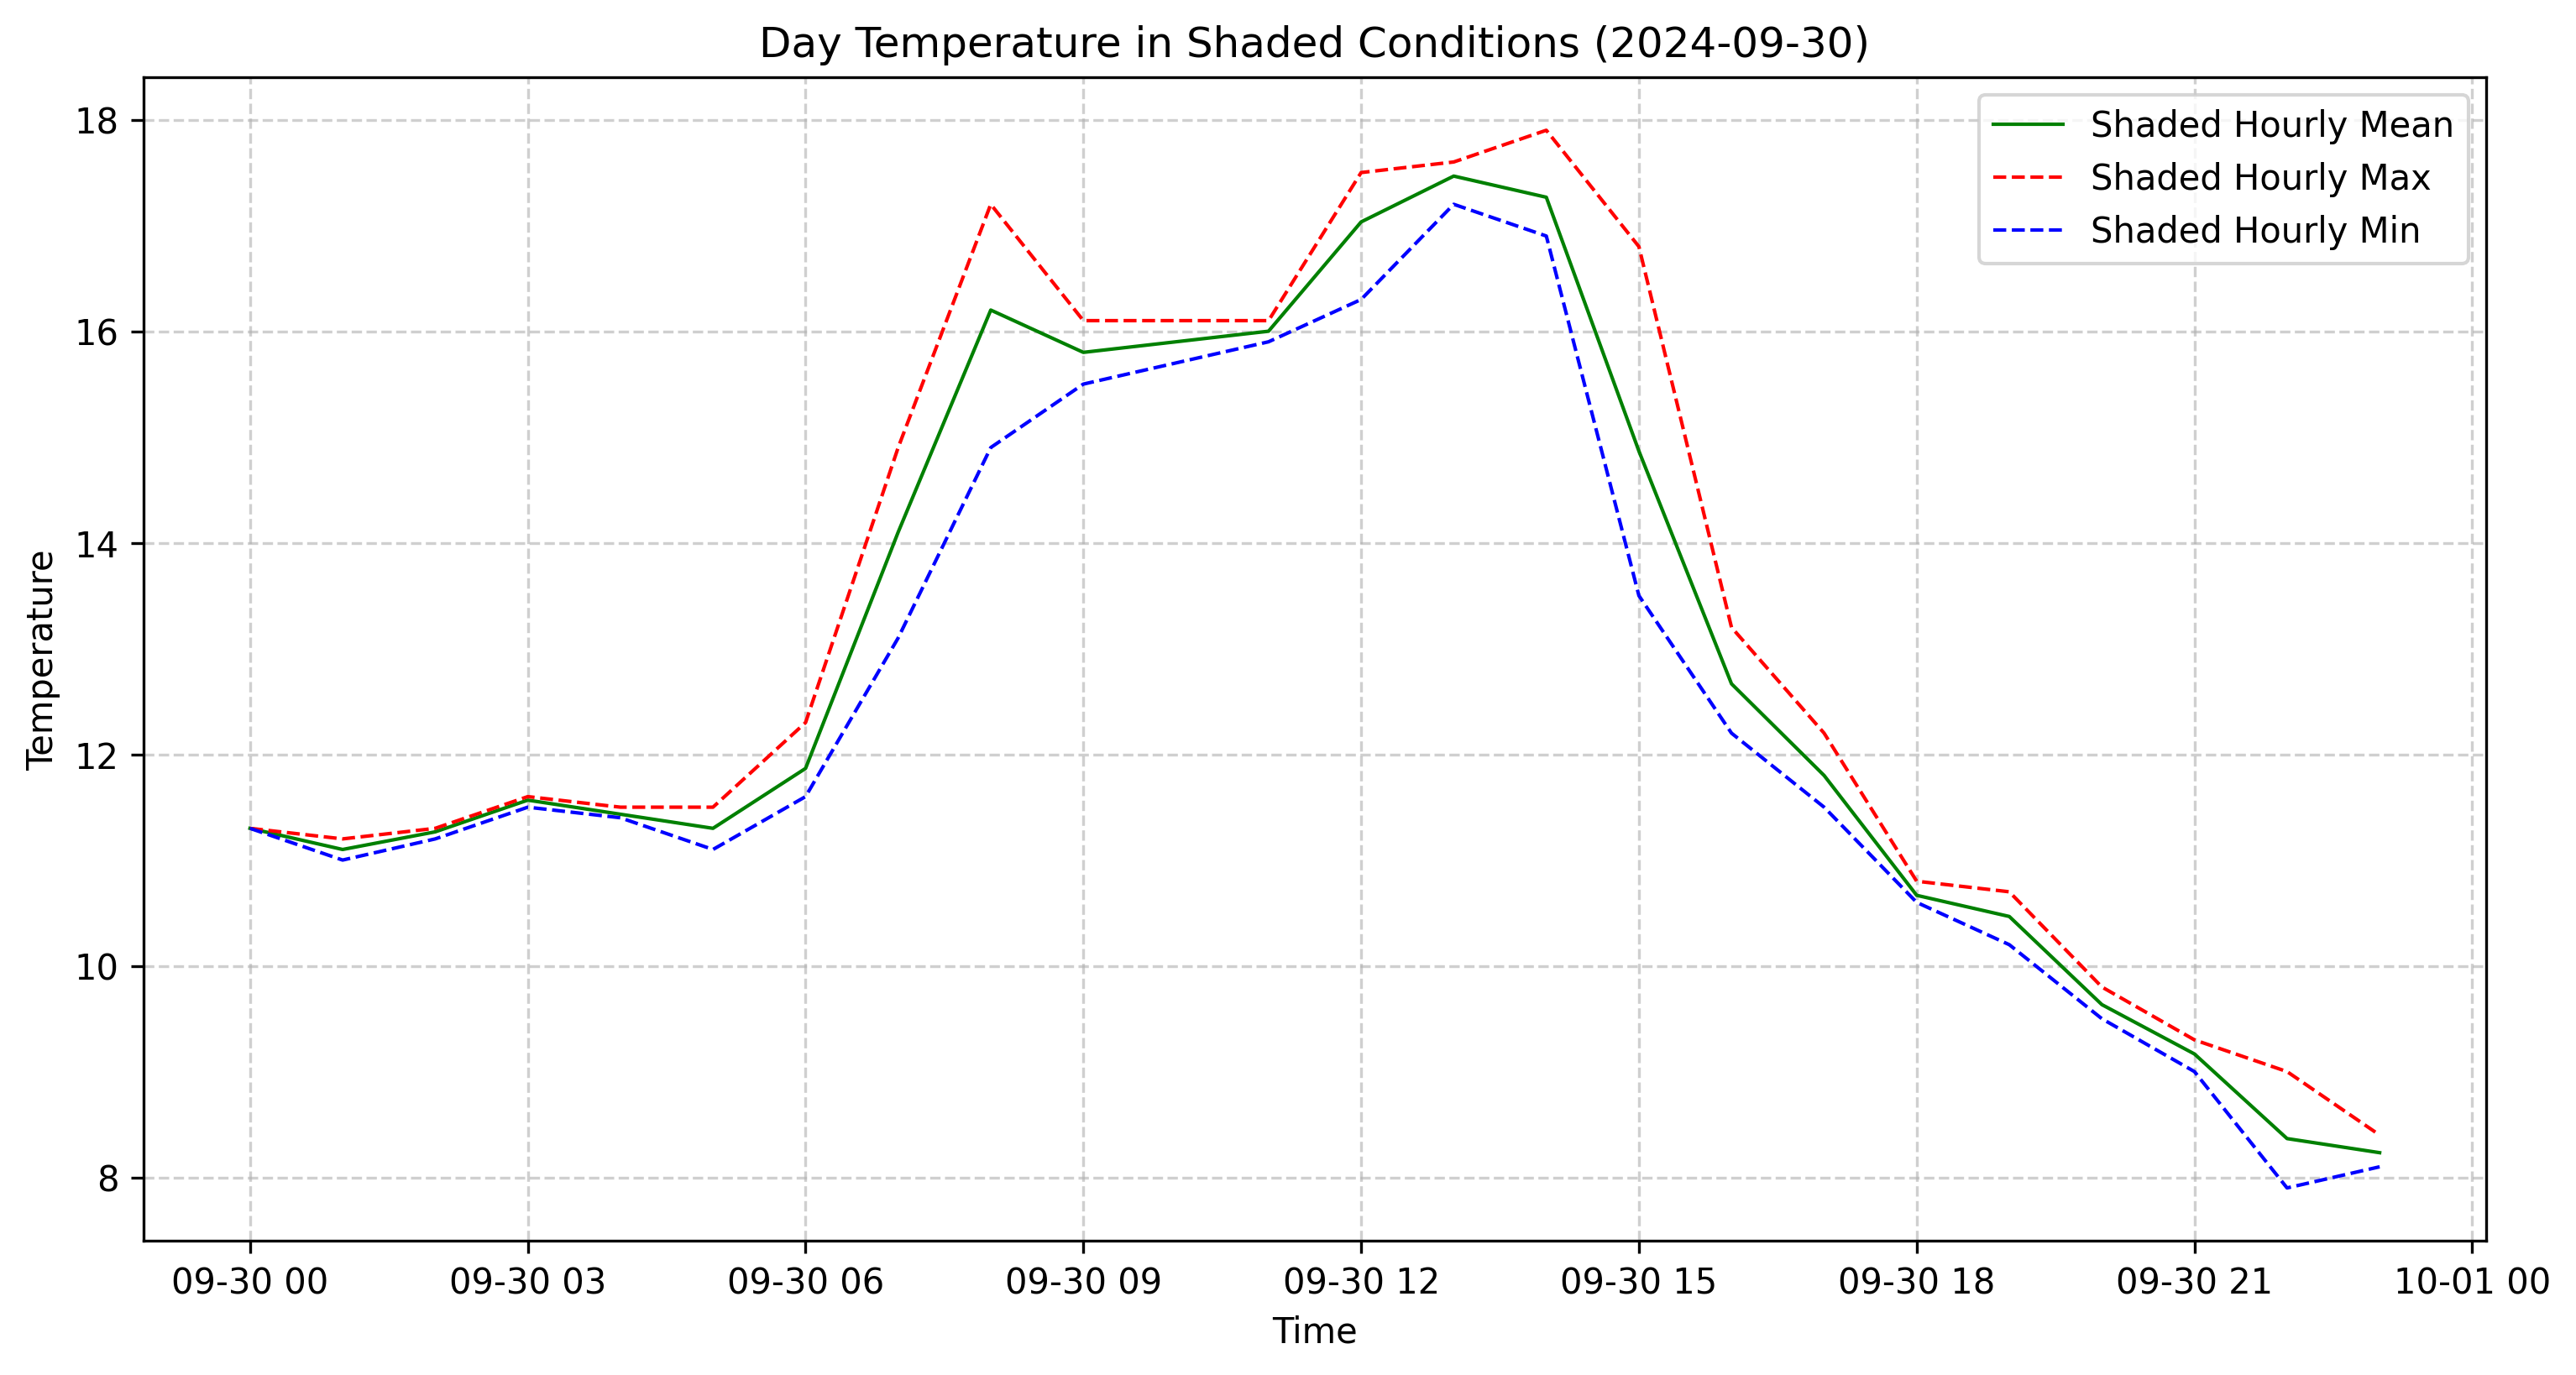 Day Temperature in Shaded Conditions (2024-09-30)
Shaded Hourly Mean
Shaded Hourly Max
Shaded Hourly Min
Temperature
18
16
14
12
10
8
09-30 00
09-30 03
09-30 06
09-30 09
09-30 12
09-30 15
09-30 18
09-30 21
10-01 00
Time